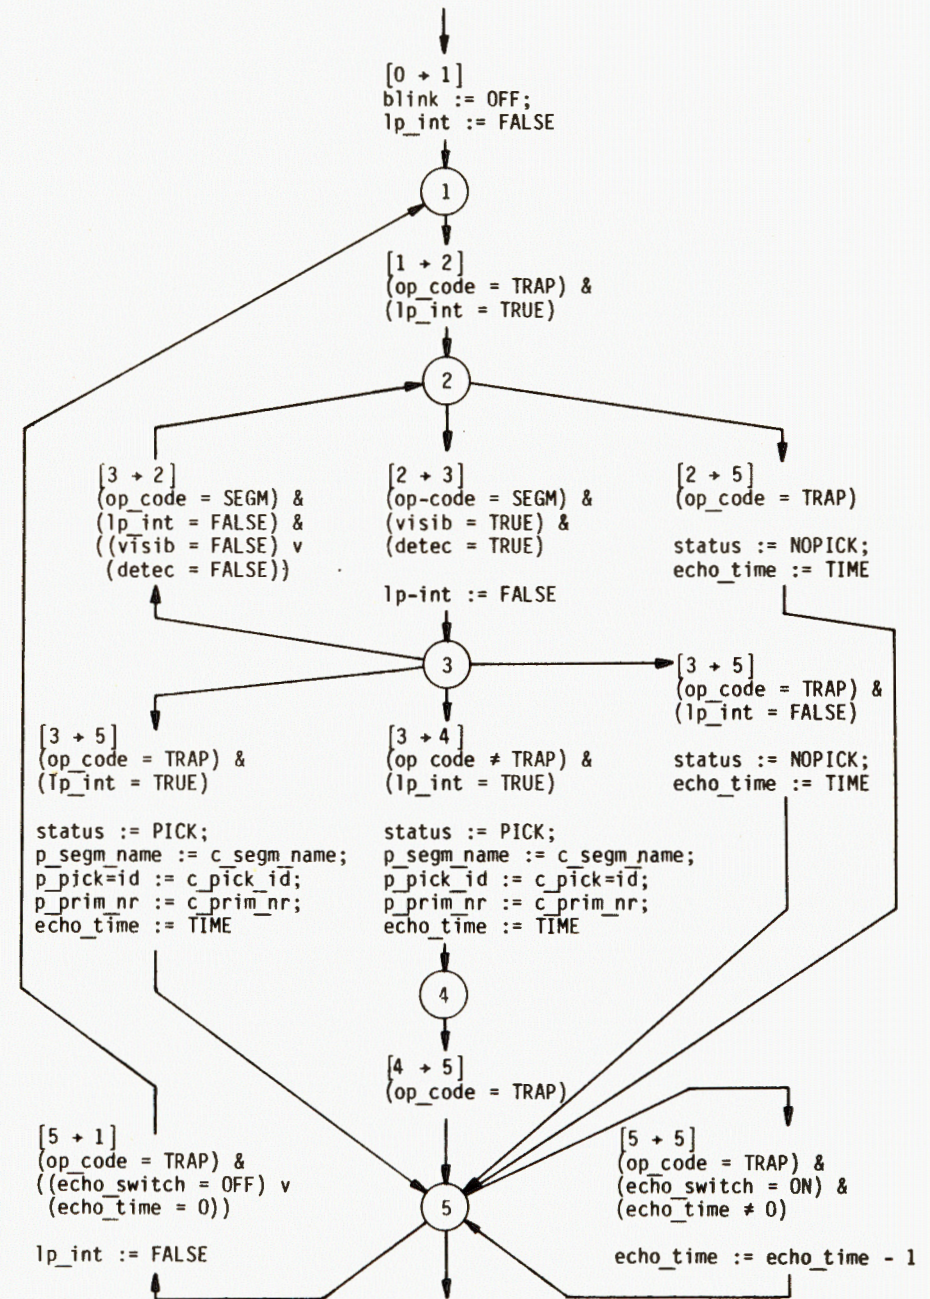 [0 → 1]
blink := OFF;
lp_int := FALSE
1
[1 → 2]
(op_code = TRAP) &
(lp_int = TRUE)
2
[3 → 2]
(op_code = SEGM) &
(lp_int = FALSE) &
((visib = FALSE) v
(detec = FALSE))
[2 → 3]
(op-code = SEGM) &
(visib = TRUE) &
(detec = TRUE)
lp-int := FALSE
[2 → 5]
(op_code = TRAP)
status := NOPICK;
echo_time := TIME
3
[3 → 5]
(op_code = TRAP) &
(lp_int = TRUE)
status := PICK;
p_segm_name := c_segm_name;
p_pick=id := c_pick_id;
p_prim_nr := c_prim_nr;
echo_time := TIME
[3 → 4]
(op code ≠ TRAP) &
(lp_int = TRUE)
status := PICK;
p_segm_name := c_segm_name;
p_pick_id := c_pick=id;
p_prim_nr := c_prim_nr;
echo_time := TIME
[3 → 5]
(op_code = TRAP) &
(lp_int = FALSE)
status := NOPICK;
echo_time := TIME
4
[4 → 5]
(op_code = TRAP)
[5 → 1]
(op_code = TRAP) &
((echo_switch = OFF) v
(echo_time = 0))
lp_int := FALSE
5
[5 → 5]
(op_code = TRAP) &
(echo_switch = ON) &
(echo_time ≠ 0)
echo_time := echo_time - 1